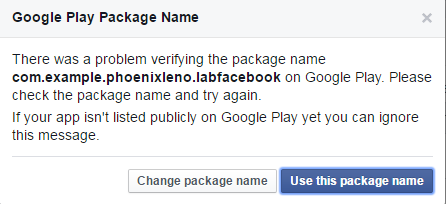 Google Play Package Name
There was a problem verifying the package name
com.example.phoenixleno.labfacebook on Google Play. Please
check the package name and try again.
If your app isn't listed publicly on Google Play yet you can ignore
this message.
Change package name
Use this package name